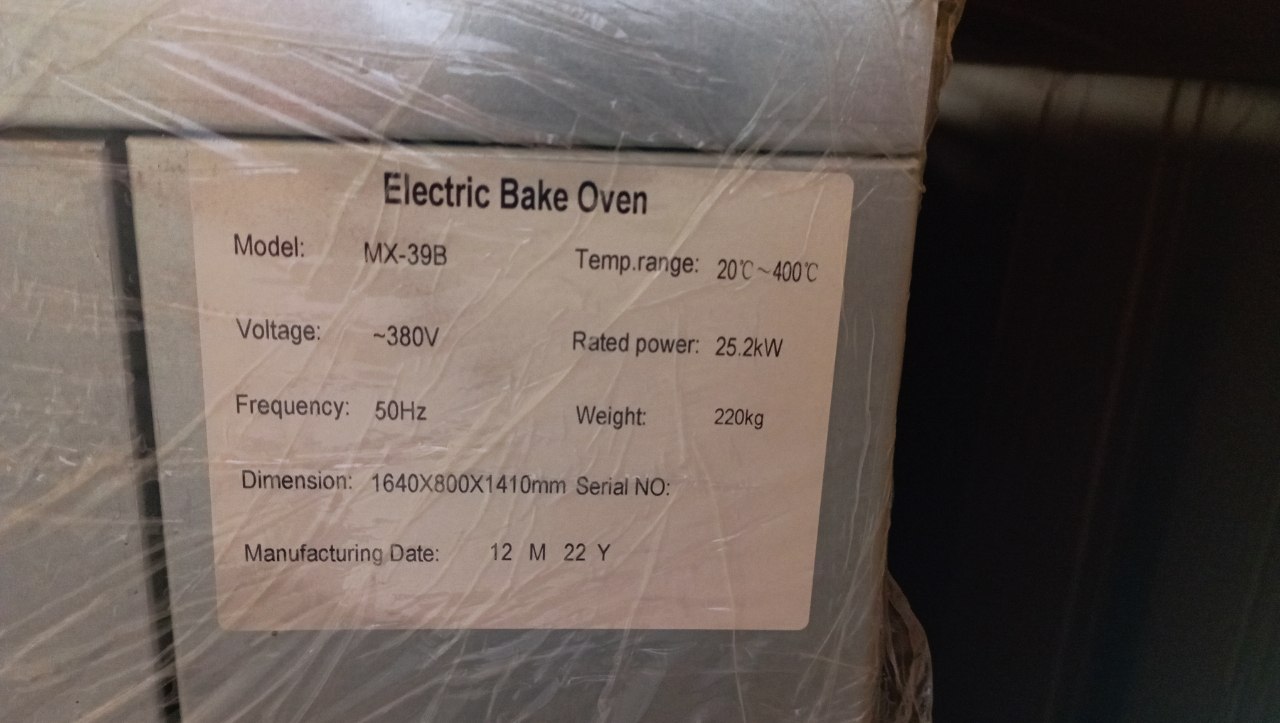 Electric Bake Oven
Model: MX-39B Temp.range: 20℃~400℃
Voltage: ~380V Rated power: 25.2kW
Frequency: 50Hz Weight: 220kg
Dimension: 1640X800X1410mm Serial NO:
Manufacturing Date: 12 M 22 Y